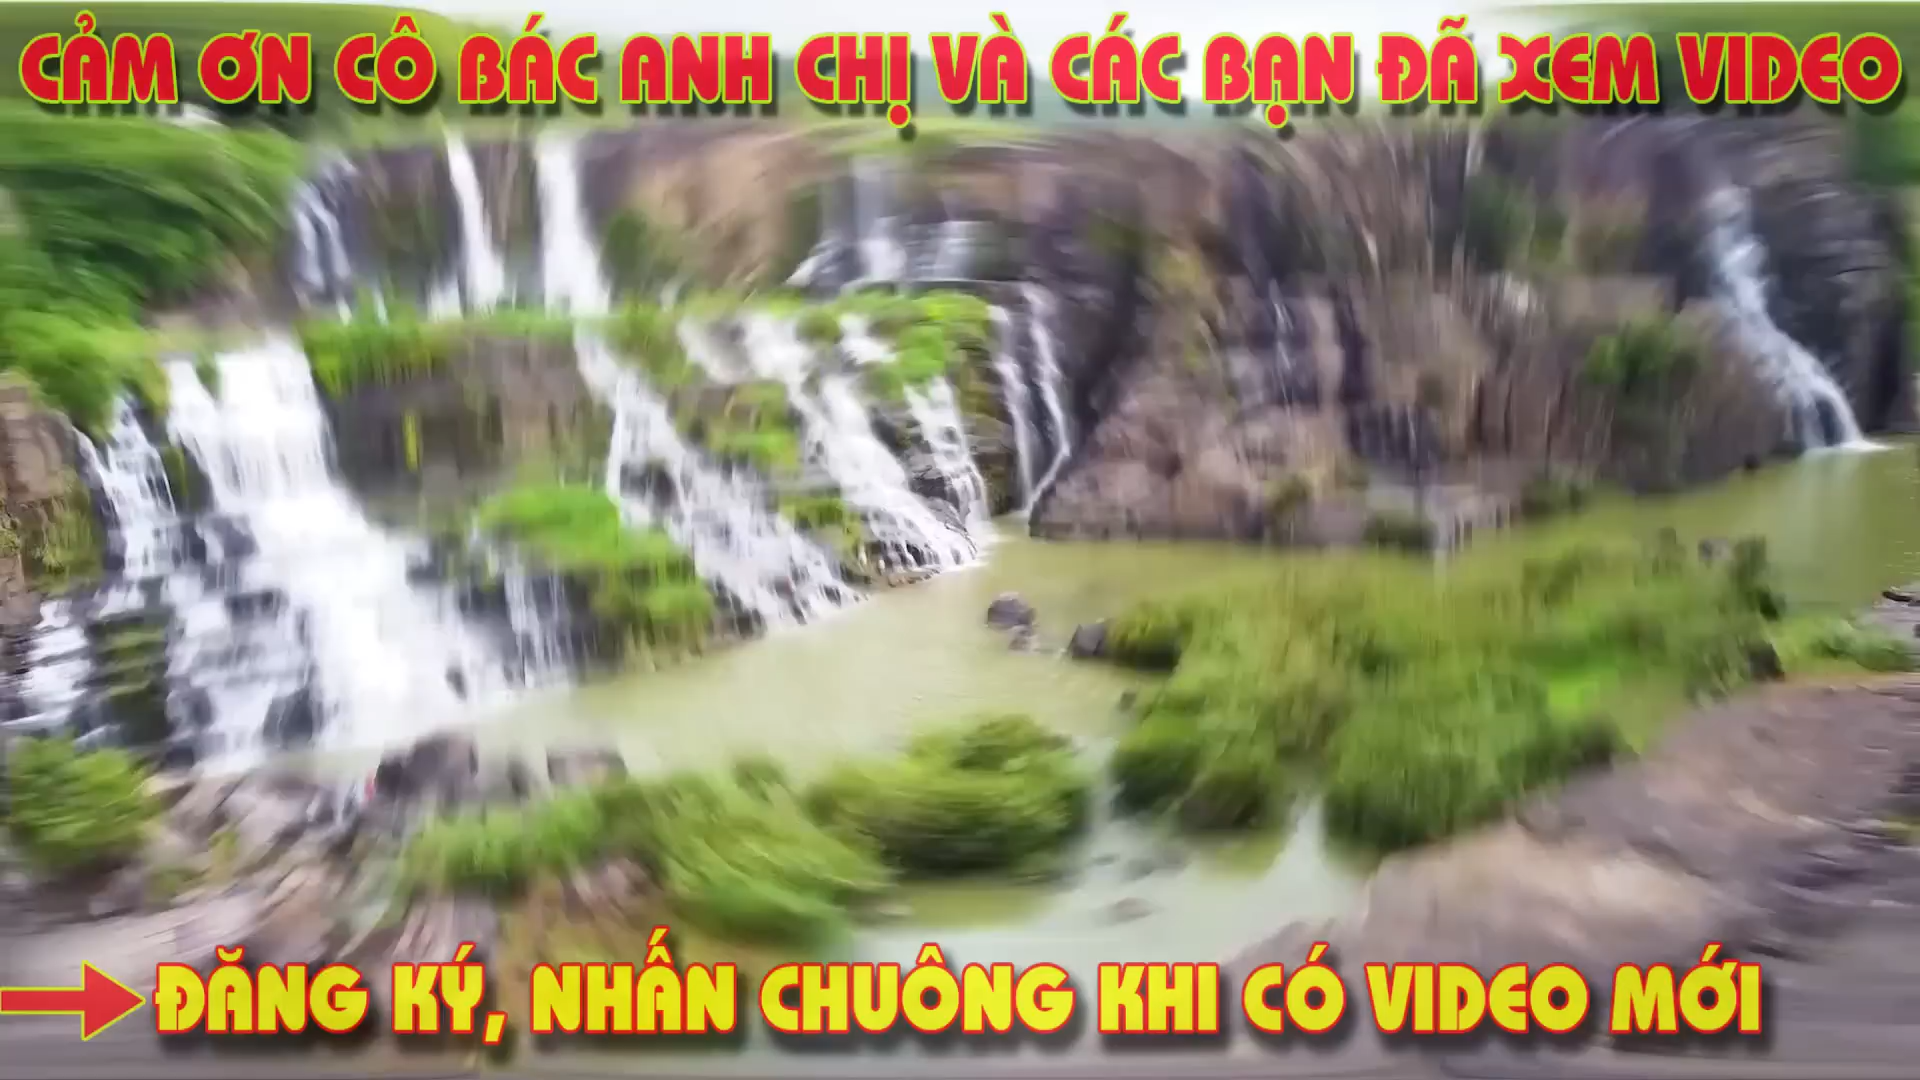 CẢM ƠN CÔ BÁC ANH CHỊ VÀ CÁC BẠN ĐÃ XEM VIDEO
ĐĂNG KÝ, NHẤN CHUÔNG KHI CÓ VIDEO MỚI